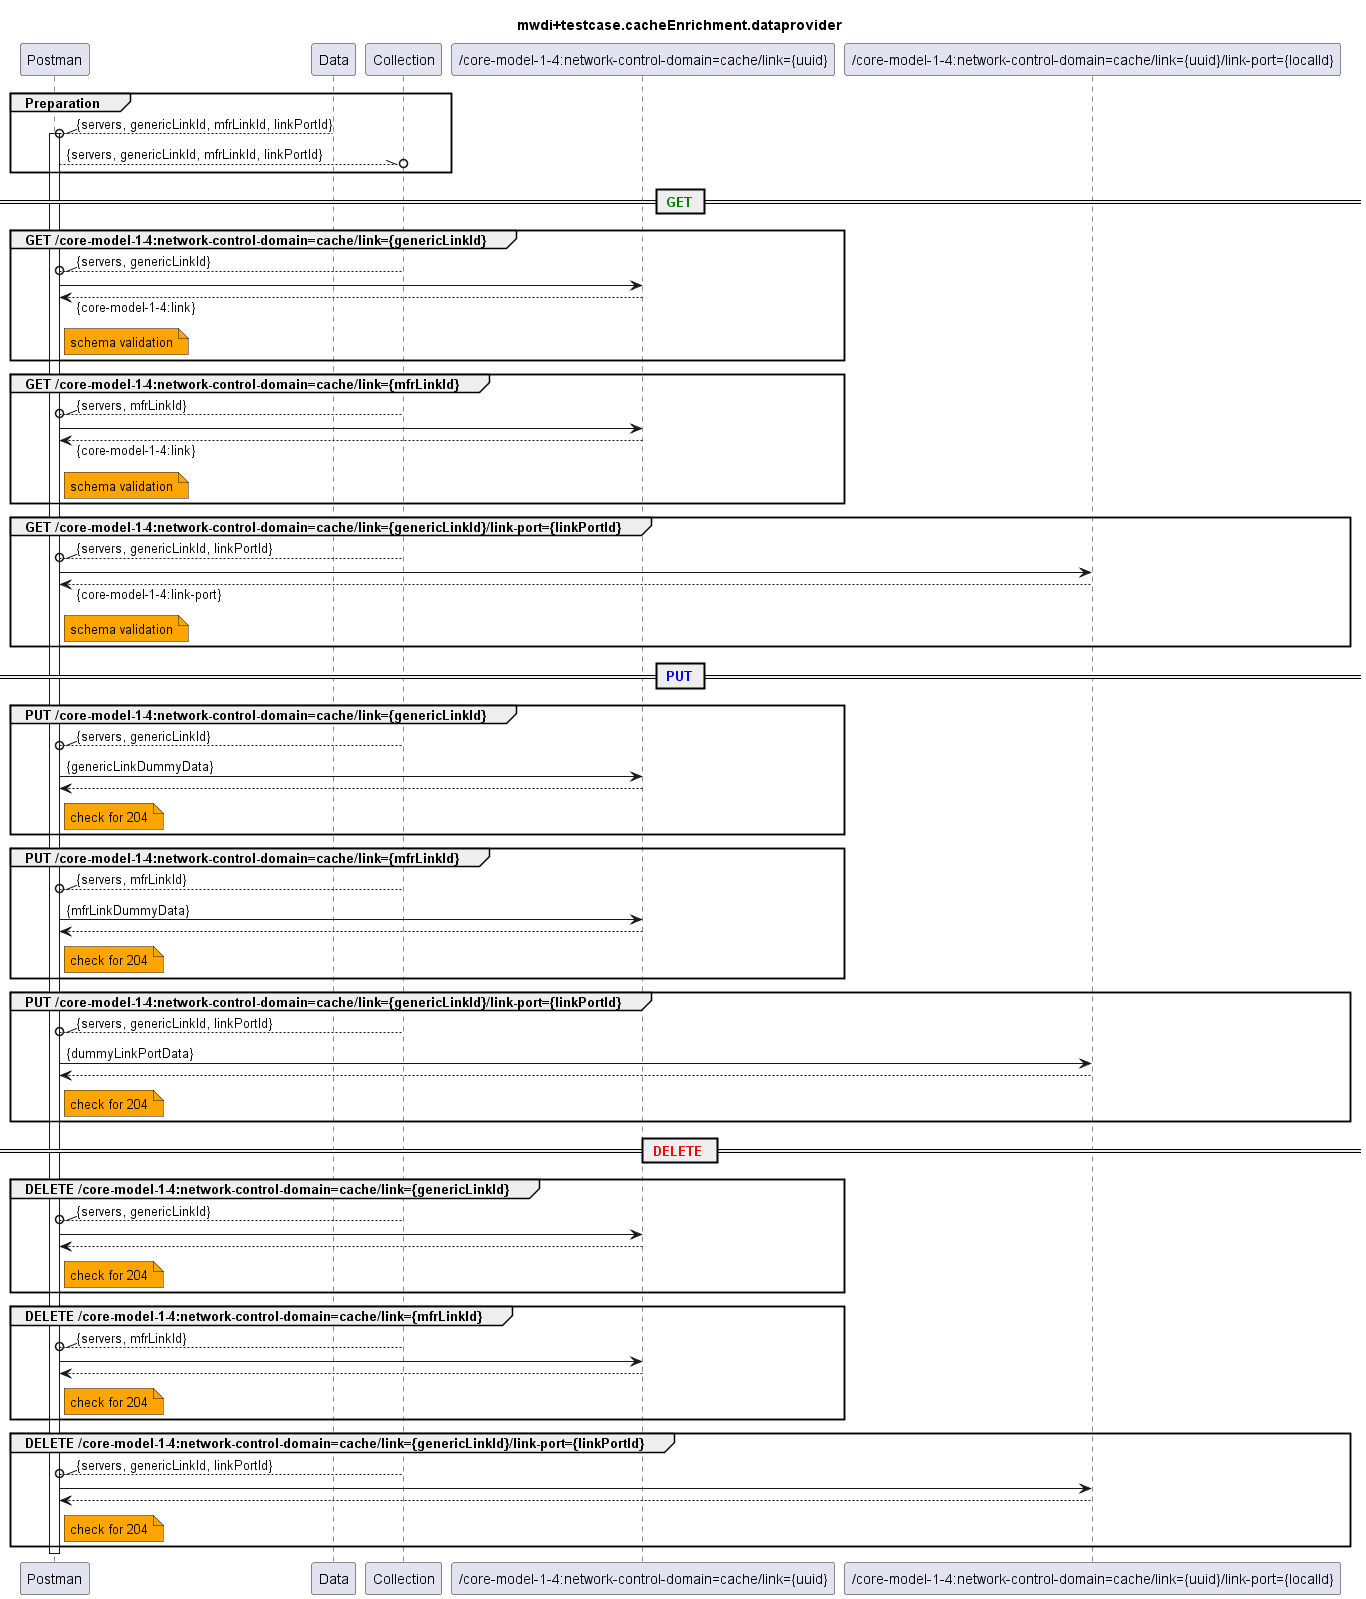 mwdi+testcase.cacheEnrichment.dataprovider
Postman
Data
Collection
/core-model-1-4:network-control-domain=cache/link={uuid}
/core-model-1-4:network-control-domain=cache/link={uuid}/link-port={localId}
Preparation
{servers, genericLinkId, mfrLinkId, linkPortId}
{servers, genericLinkId, mfrLinkId, linkPortId}
GET
GET /core-model-1-4:network-control-domain=cache/link={genericLinkId}
{servers, genericLinkId}
{core-model-1-4:link}
schema validation
GET /core-model-1-4:network-control-domain=cache/link={mfrLinkId}
{servers, mfrLinkId}
{core-model-1-4:link}
schema validation
GET /core-model-1-4:network-control-domain=cache/link={genericLinkId}/link-port={linkPortId}
{servers, genericLinkId, linkPortId}
{core-model-1-4:link-port}
schema validation
PUT
PUT /core-model-1-4:network-control-domain=cache/link={genericLinkId}
{servers, genericLinkId}
{genericLinkDummyData}
check for 204
PUT /core-model-1-4:network-control-domain=cache/link={mfrLinkId}
{servers, mfrLinkId}
{mfrLinkDummyData}
check for 204
PUT /core-model-1-4:network-control-domain=cache/link={genericLinkId}/link-port={linkPortId}
{servers, genericLinkId, linkPortId}
{dummyLinkPortData}
check for 204
DELETE
DELETE /core-model-1-4:network-control-domain=cache/link={genericLinkId}
{servers, genericLinkId}
check for 204
DELETE /core-model-1-4:network-control-domain=cache/link={mfrLinkId}
{servers, mfrLinkId}
check for 204
DELETE /core-model-1-4:network-control-domain=cache/link={genericLinkId}/link-port={linkPortId}
{servers, genericLinkId, linkPortId}
check for 204
Postman
Data
Collection
/core-model-1-4:network-control-domain=cache/link={uuid}
/core-model-1-4:network-control-domain=cache/link={uuid}/link-port={localId}